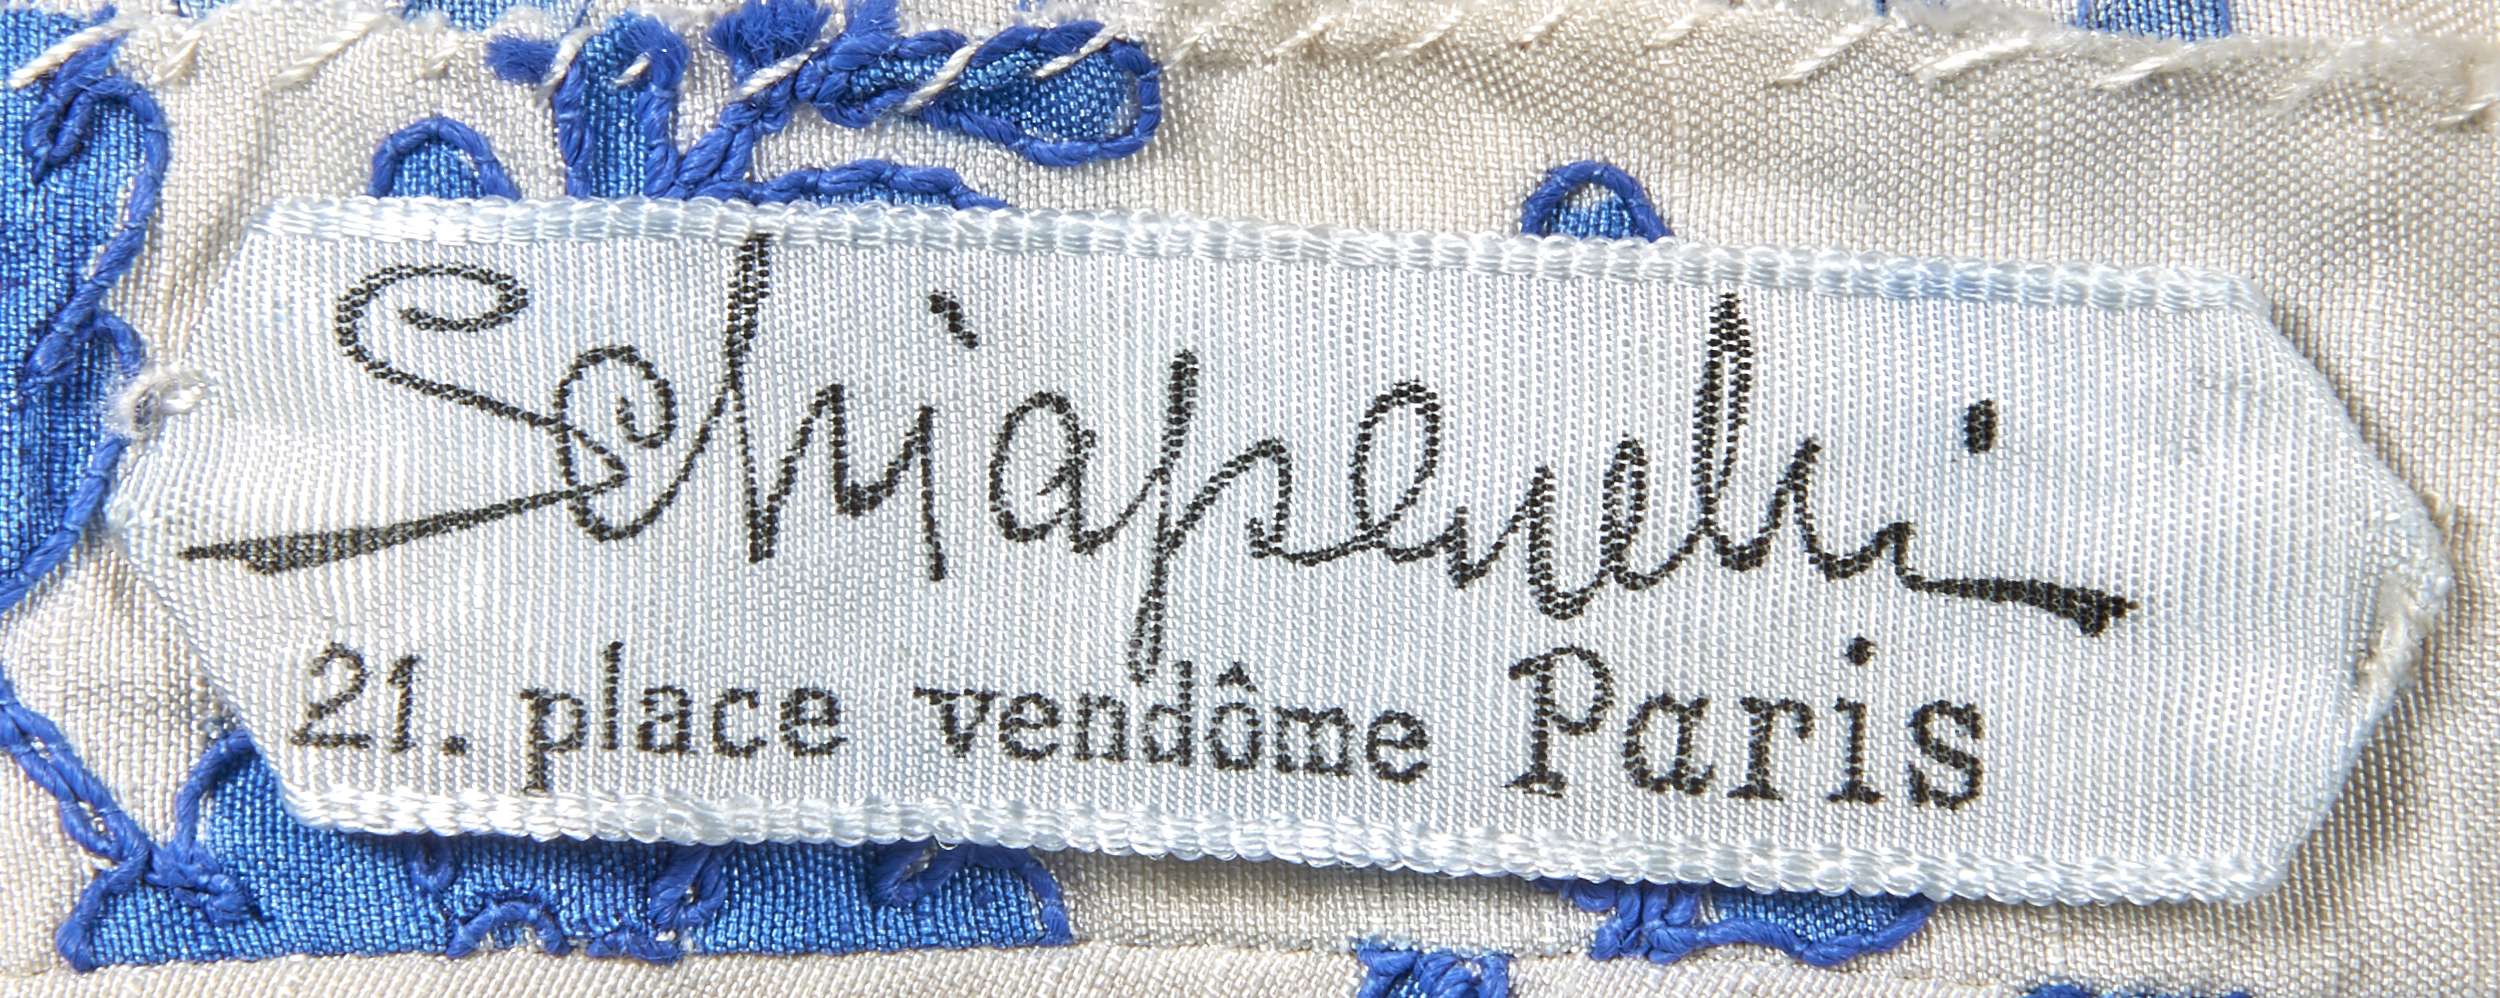 Schiaparelli
21. place vendôme Paris